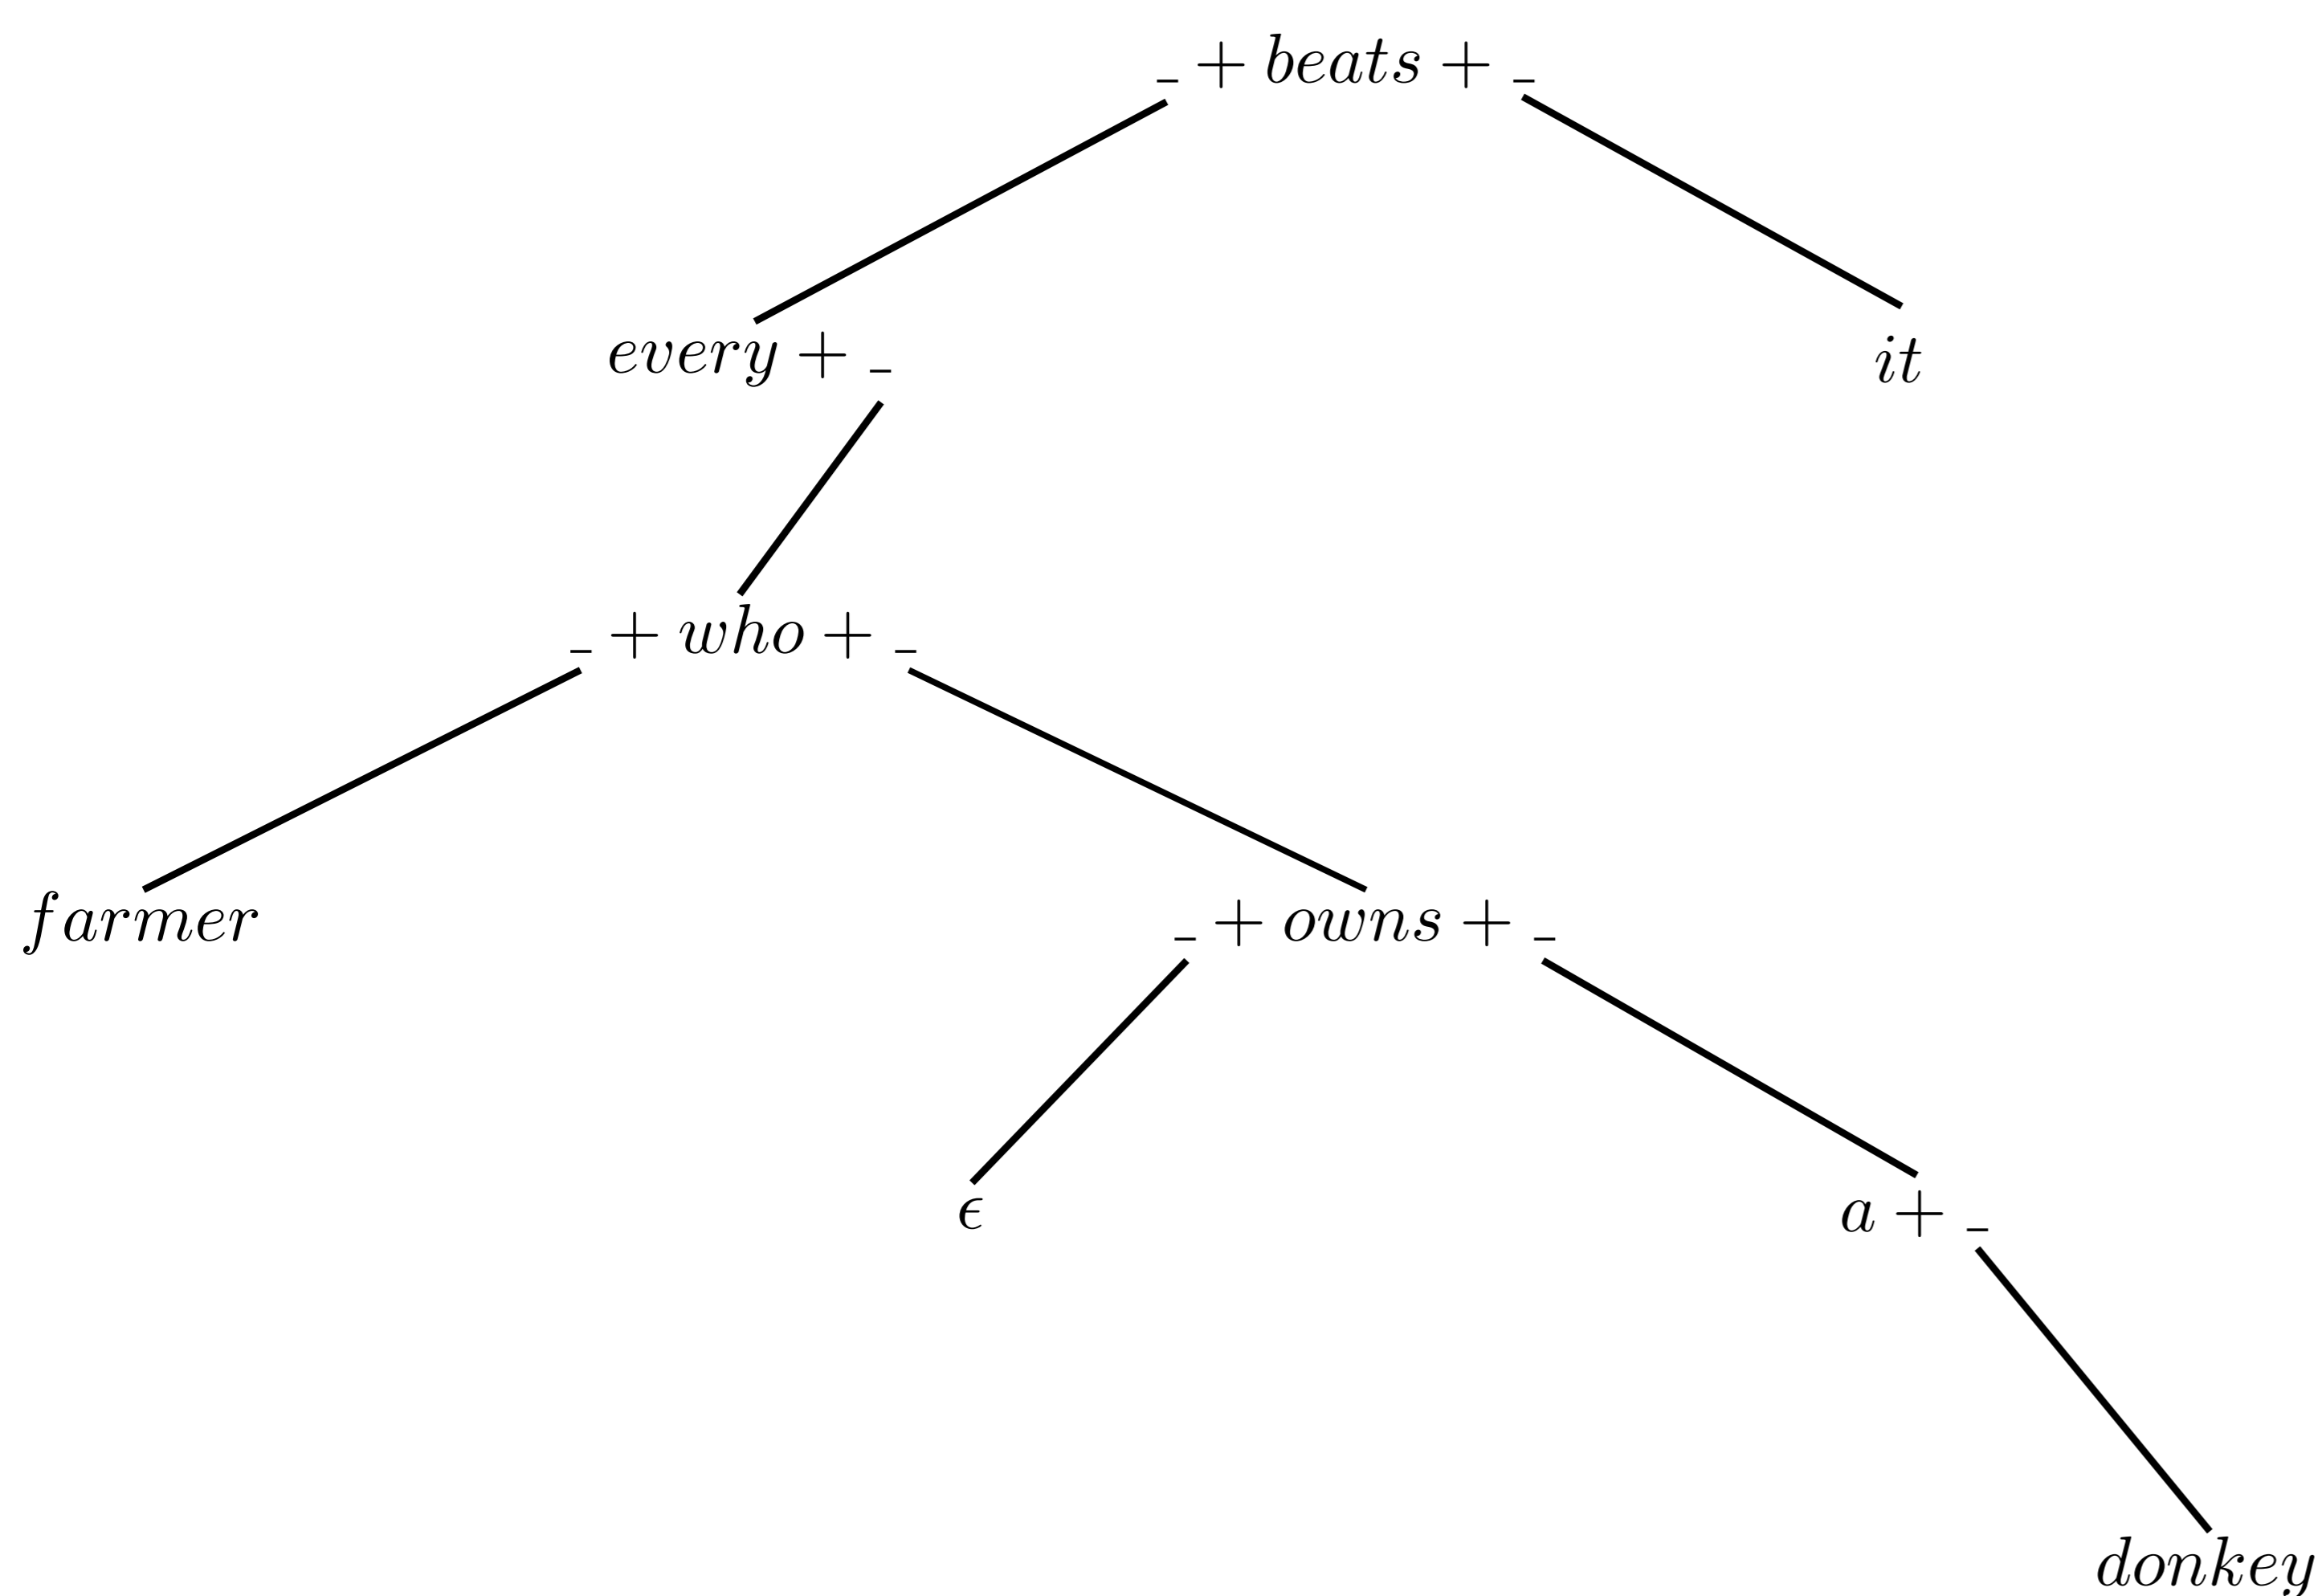 _ + beats + _
every + _
it
_ + who + _
farmer
_ + owns + _
ϵ
a + _
donkey